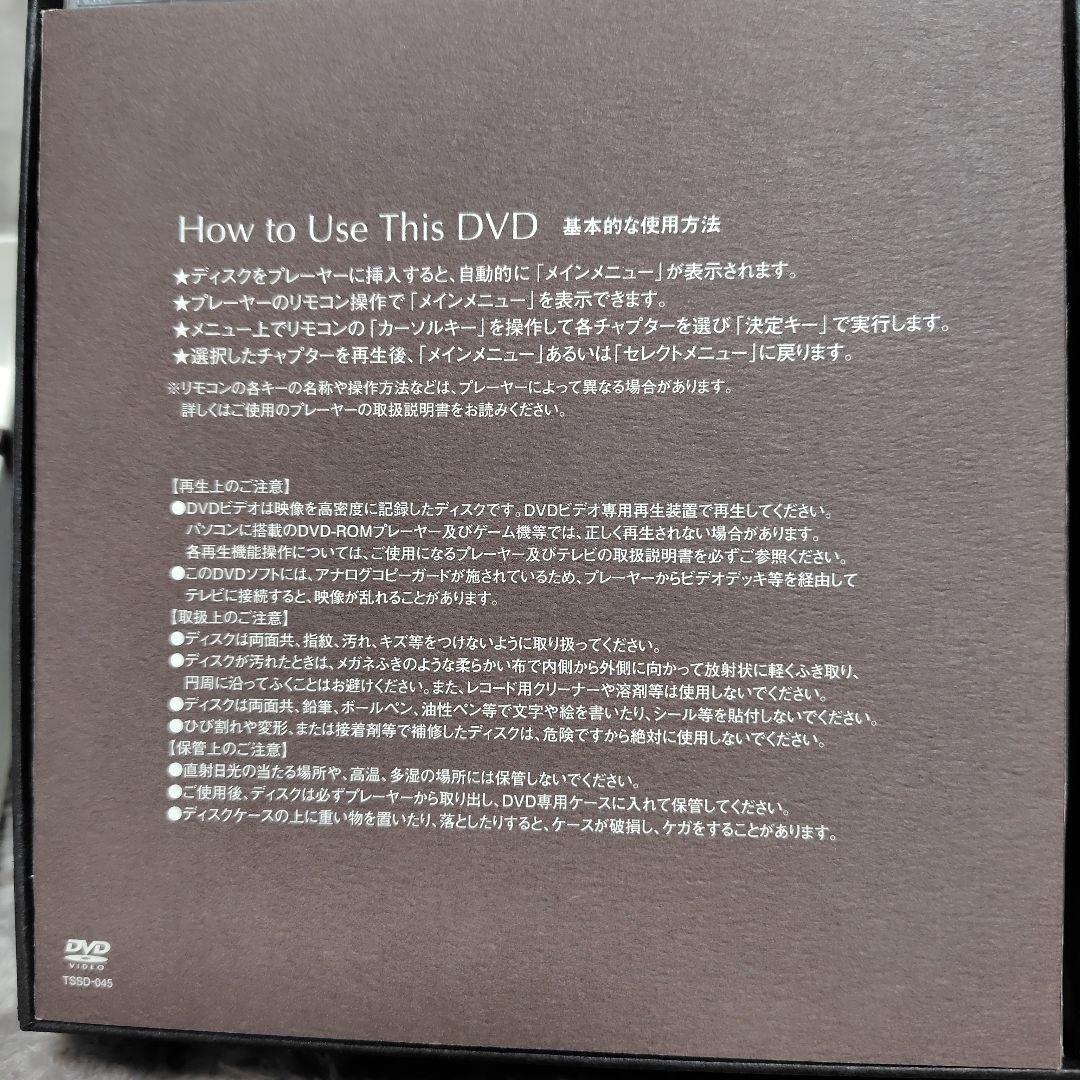 How to Use This DVD 基本的な使用方法
★ディスクをプレーヤーに挿入すると、自動的に「メインメニュー」が表示されます。
★プレーヤーのリモコン操作で「メインメニュー」を表示できます。
★メニュー上でリモコンの「カーソルキー」を操作して各チャプターを選び「決定キー」で実行します。
★選択したチャプターを再生後、「メインメニュー」あるいは「セレクトメニュー」に戻ります。
※リモコンの各キーの名称や操作方法などは、プレーヤーによって異なる場合があります。
詳しくはご使用のプレーヤーの取扱説明書をお読みください。
【再生上のご注意】
●DVDビデオは映像を高密度に記録したディスクです。DVDビデオ専用再生装置で再生してください。
パソコンに搭載のDVD-ROMプレーヤー及びゲーム機等では、正しく再生されない場合があります。
各再生機能操作については、ご使用になるプレーヤー及びテレビの取扱説明書を必ずご参照ください。
●このDVDソフトには、アナログコピーガードが施されているため、プレーヤーからビデオデッキ等を経由して
テレビに接続すると、映像が乱れることがあります。
【取扱上のご注意】
●ディスクは両面共、指紋、汚れ、キズ等をつけないように取り扱ってください。
●ディスクが汚れたときは、メガネふきのような柔らかい布で内側から外側に向かって放射状に軽くふき取り、
円周に沿ってふくことはお避けください。また、レコード用クリーナーや溶剤等は使用しないでください。
●ディスクは両面共、鉛筆、ボールペン、油性ペン等で文字や絵を書いたり、シール等を貼付しないでください。
●ひび割れや変形、または接着剤等で補修したディスクは、危険ですから絶対に使用しないでください。
【保管上のご注意】
●直射日光の当たる場所や、高温、多湿の場所には保管しないでください。
●ご使用後、ディスクは必ずプレーヤーから取り出し、DVD専用ケースに入れて保管してください。
●ディスクケースの上に重い物を置いたり、落としたりすると、ケースが破損し、ケガをすることがあります。
DVD
VIDEO
TSSD-045